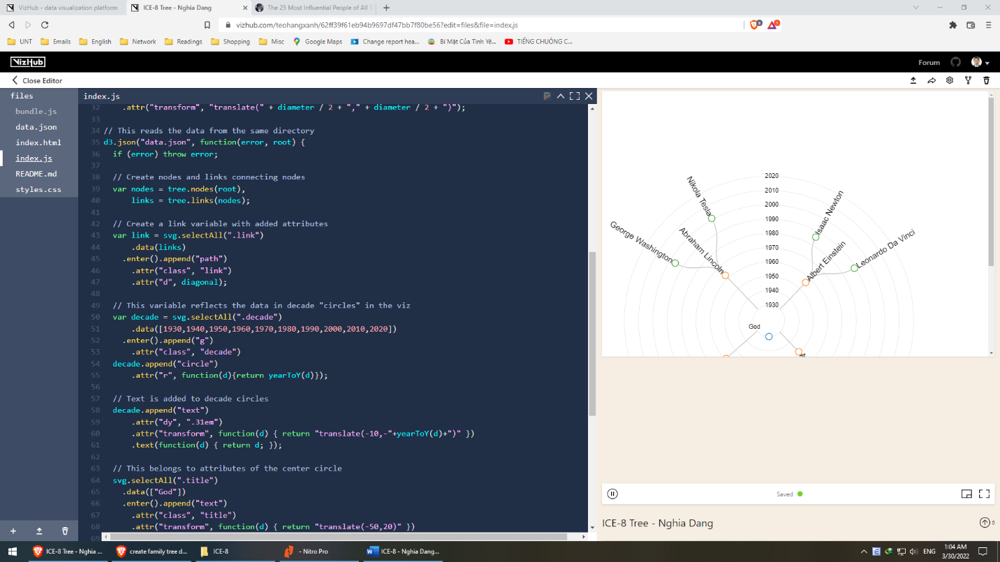 VizHub - data visualization platform
ICE-8 Tree - Nghia Dang
The 25 Most Influential People of All T
vizhub.com/teohangxanh/62ff39f61eb94b9697df47bb7f80be56?edit=files&file=index.js
UNT
Emails
English
Network
Readings
Shopping
Misc
Google Maps
Change report hea...
Bí Mật Của Tình Yê...
TIẾNG CHUÔNG C...
VizHub
Forum
Close Editor
files
bundle.js
data.json
index.html
index.js
README.md
styles.css
index.js
32 .attr("transform", "translate(" + diameter / 2 + "," + diameter / 2 + ")");
33
34 // This reads the data from the same directory
35 d3.json("data.json", function(error, root) {
36 if (error) throw error;
37
38 // Create nodes and links connecting nodes
39 var nodes = tree.nodes(root),
40 links = tree.links(nodes);
41
42 // Create a link variable with added attributes
43 var link = svg.selectAll(".link")
44 .data(links)
45 .enter().append("path")
46 .attr("class", "link")
47 .attr("d", diagonal);
48
49 // This variable reflects the data in decade "circles" in the viz
50 var decade = svg.selectAll(".decade")
51 .data([1930,1940,1950,1960,1970,1980,1990,2000,2010,2020])
52 .enter().append("g")
53 .attr("class", "decade")
54 decade.append("circle")
55 .attr("r", function(d){return yearToY(d)});
56
57 // Text is added to decade circles
58 decade.append("text")
59 .attr("dy", ".31em")
60 .attr("transform", function(d) { return "translate(-10,-"+yearToY(d)+")" })
61 .text(function(d) { return d; });
62
63 // This belongs to attributes of the center circle
64 svg.selectAll(".title")
65 .data(["God"])
66 .enter().append("text")
67 .attr("class", "title")
68 .attr("transform", function(d) { return "translate(-50,20)" })
69
2020
2010
2000
1990
1980
1970
1960
1950
1940
1930
Nikola Tesla
Isaac Newton
George Washington
Abraham Lincoln
Albert Einstein
Leonardo Da Vinci
God
Saved
ICE-8 Tree - Nghia Dang
0
ICE-8 Tree - Nghia ...
create family tree d...
ICE-8
- Nitro Pro
ICE-8 - Nghia Dang...
ENG
1:04 AM
3/30/2022